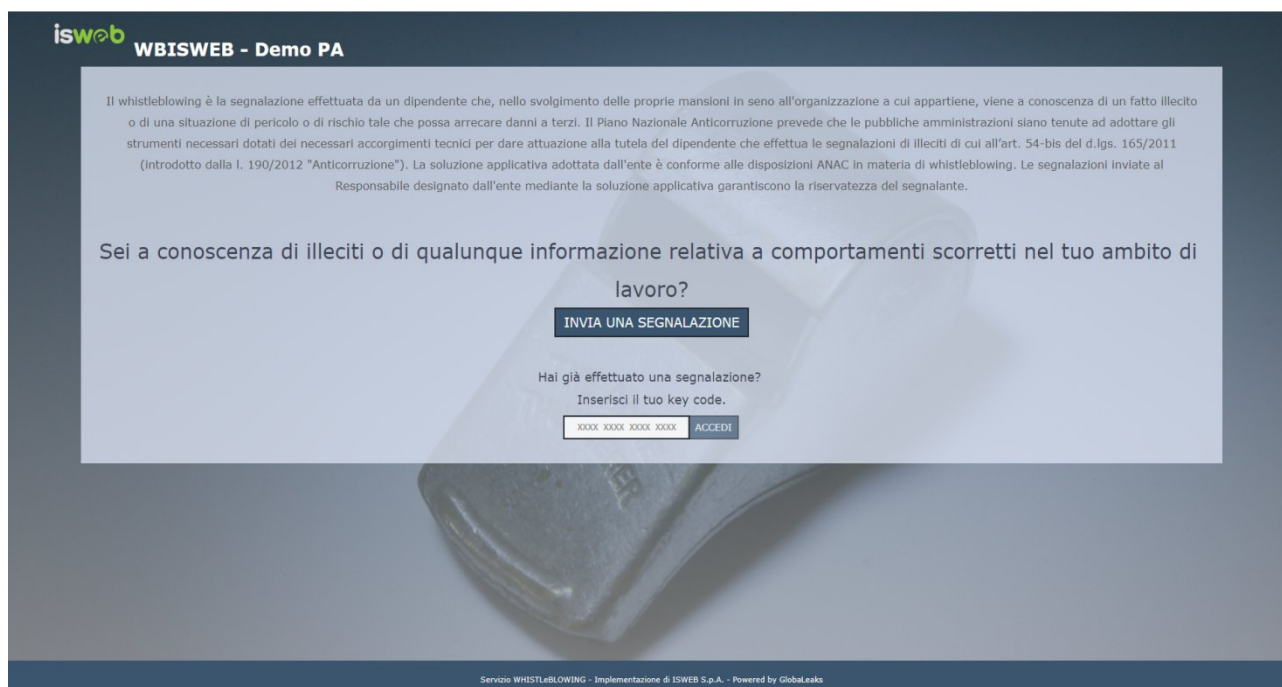 isweb
WBISWEB - Demo PA
Il whistleblowing è la segnalazione effettuata da un dipendente che, nello svolgimento delle proprie mansioni in seno all'organizzazione a cui appartiene, viene a conoscenza di un fatto illecito
o di una situazione di pericolo o di rischio tale che possa arrecare danni a terzi. Il Piano Nazionale Anticorruzione prevede che le pubbliche amministrazioni siano tenute ad adottare gli
strumenti necessari dotati dei necessari accorgimenti tecnici per dare attuazione alla tutela del dipendente che effettua le segnalazioni di illeciti di cui all'art. 54-bis del d.lgs. 165/2011
(introdotto dalla l. 190/2012 "Anticorruzione"). La soluzione applicativa adottata dall'ente è conforme alle disposizioni ANAC in materia di whistleblowing. Le segnalazioni inviate al
Responsabile designato dall'ente mediante la soluzione applicativa garantiscono la riservatezza del segnalante.
Sei a conoscenza di illeciti o di qualunque informazione relativa a comportamenti scorretti nel tuo ambito di
lavoro?
INVIA UNA SEGNALAZIONE
Hai già effettuato una segnalazione?
Inserisci il tuo key code.
XXXX XXXX XXXX XXXX ACCEDI
Servizio WHISTLeBLOWING - Implementazione di ISWEB S.p.A. - Powered by GlobaLeaks